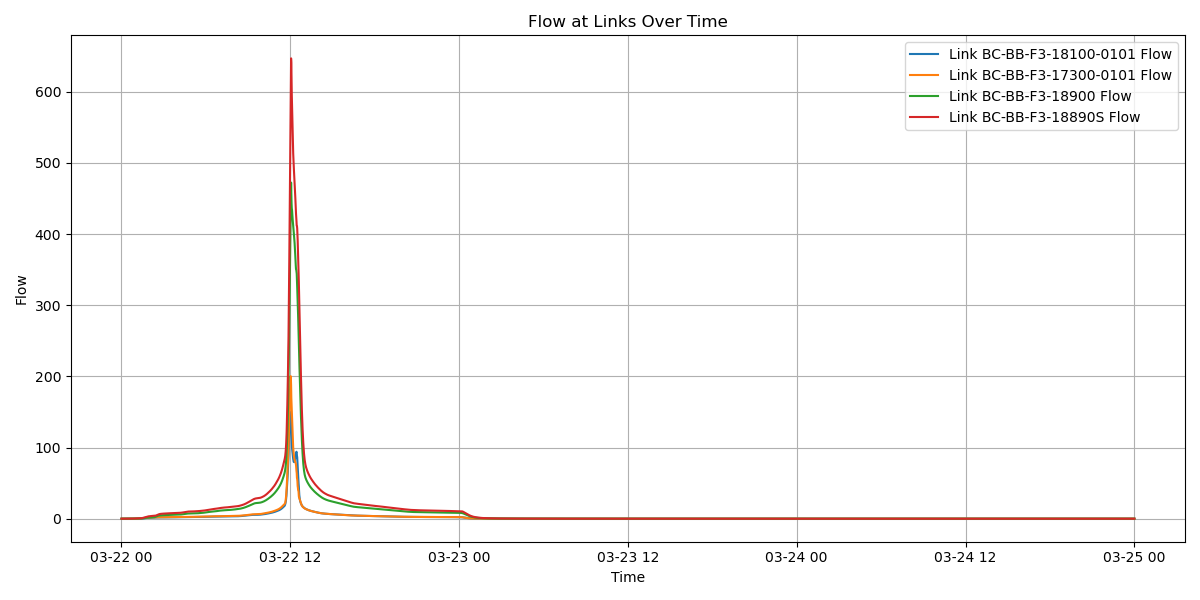 Flow at Links Over Time
Link BC-BB-F3-18100-0101 Flow
Link BC-BB-F3-17300-0101 Flow
Link BC-BB-F3-18900 Flow
Link BC-BB-F3-18890S Flow
Flow
600
500
400
300
200
100
0
03-22 00
03-22 12
03-23 00
03-23 12
03-24 00
03-24 12
03-25 00
Time